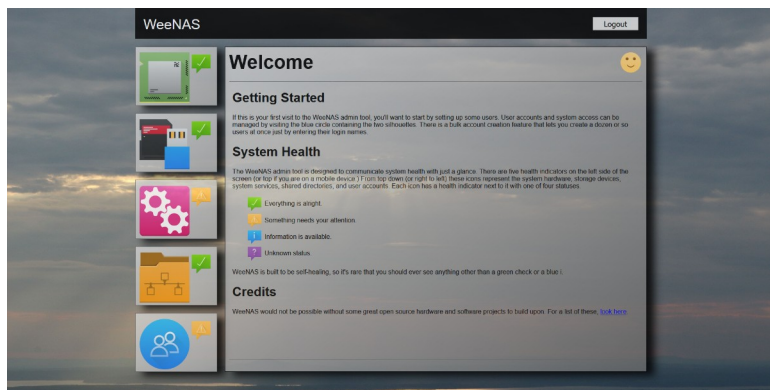 WeeNAS
Logout
Welcome
Getting Started
If this is your first visit to the WeeNAS admin tool, you'll want to start by setting up some users. User accounts and system access can be
managed by visiting the blue circle containing the two silhouettes. There is a bulk account creation feature that lets you create a dozen or so
users at once just by entering their login names.
System Health
The WeeNAS admin tool is designed to communicate system health with just a glance. There are five health indicators on the left side of the
screen (or top if you are on a mobile device.) From top down (or right to left) these icons represent the system hardware, storage devices,
system services, shared directories, and user accounts. Each icon has a health indicator next to it with one of four statuses.
Everything is alright.
Something needs your attention.
i
Information is available.
?
Unknown status.
WeeNAS is built to be self-healing, so it's rare that you should ever see anything other than a green check or a blue i.
Credits
WeeNAS would not be possible without some great open source hardware and software projects to build upon. For a list of these, look here.